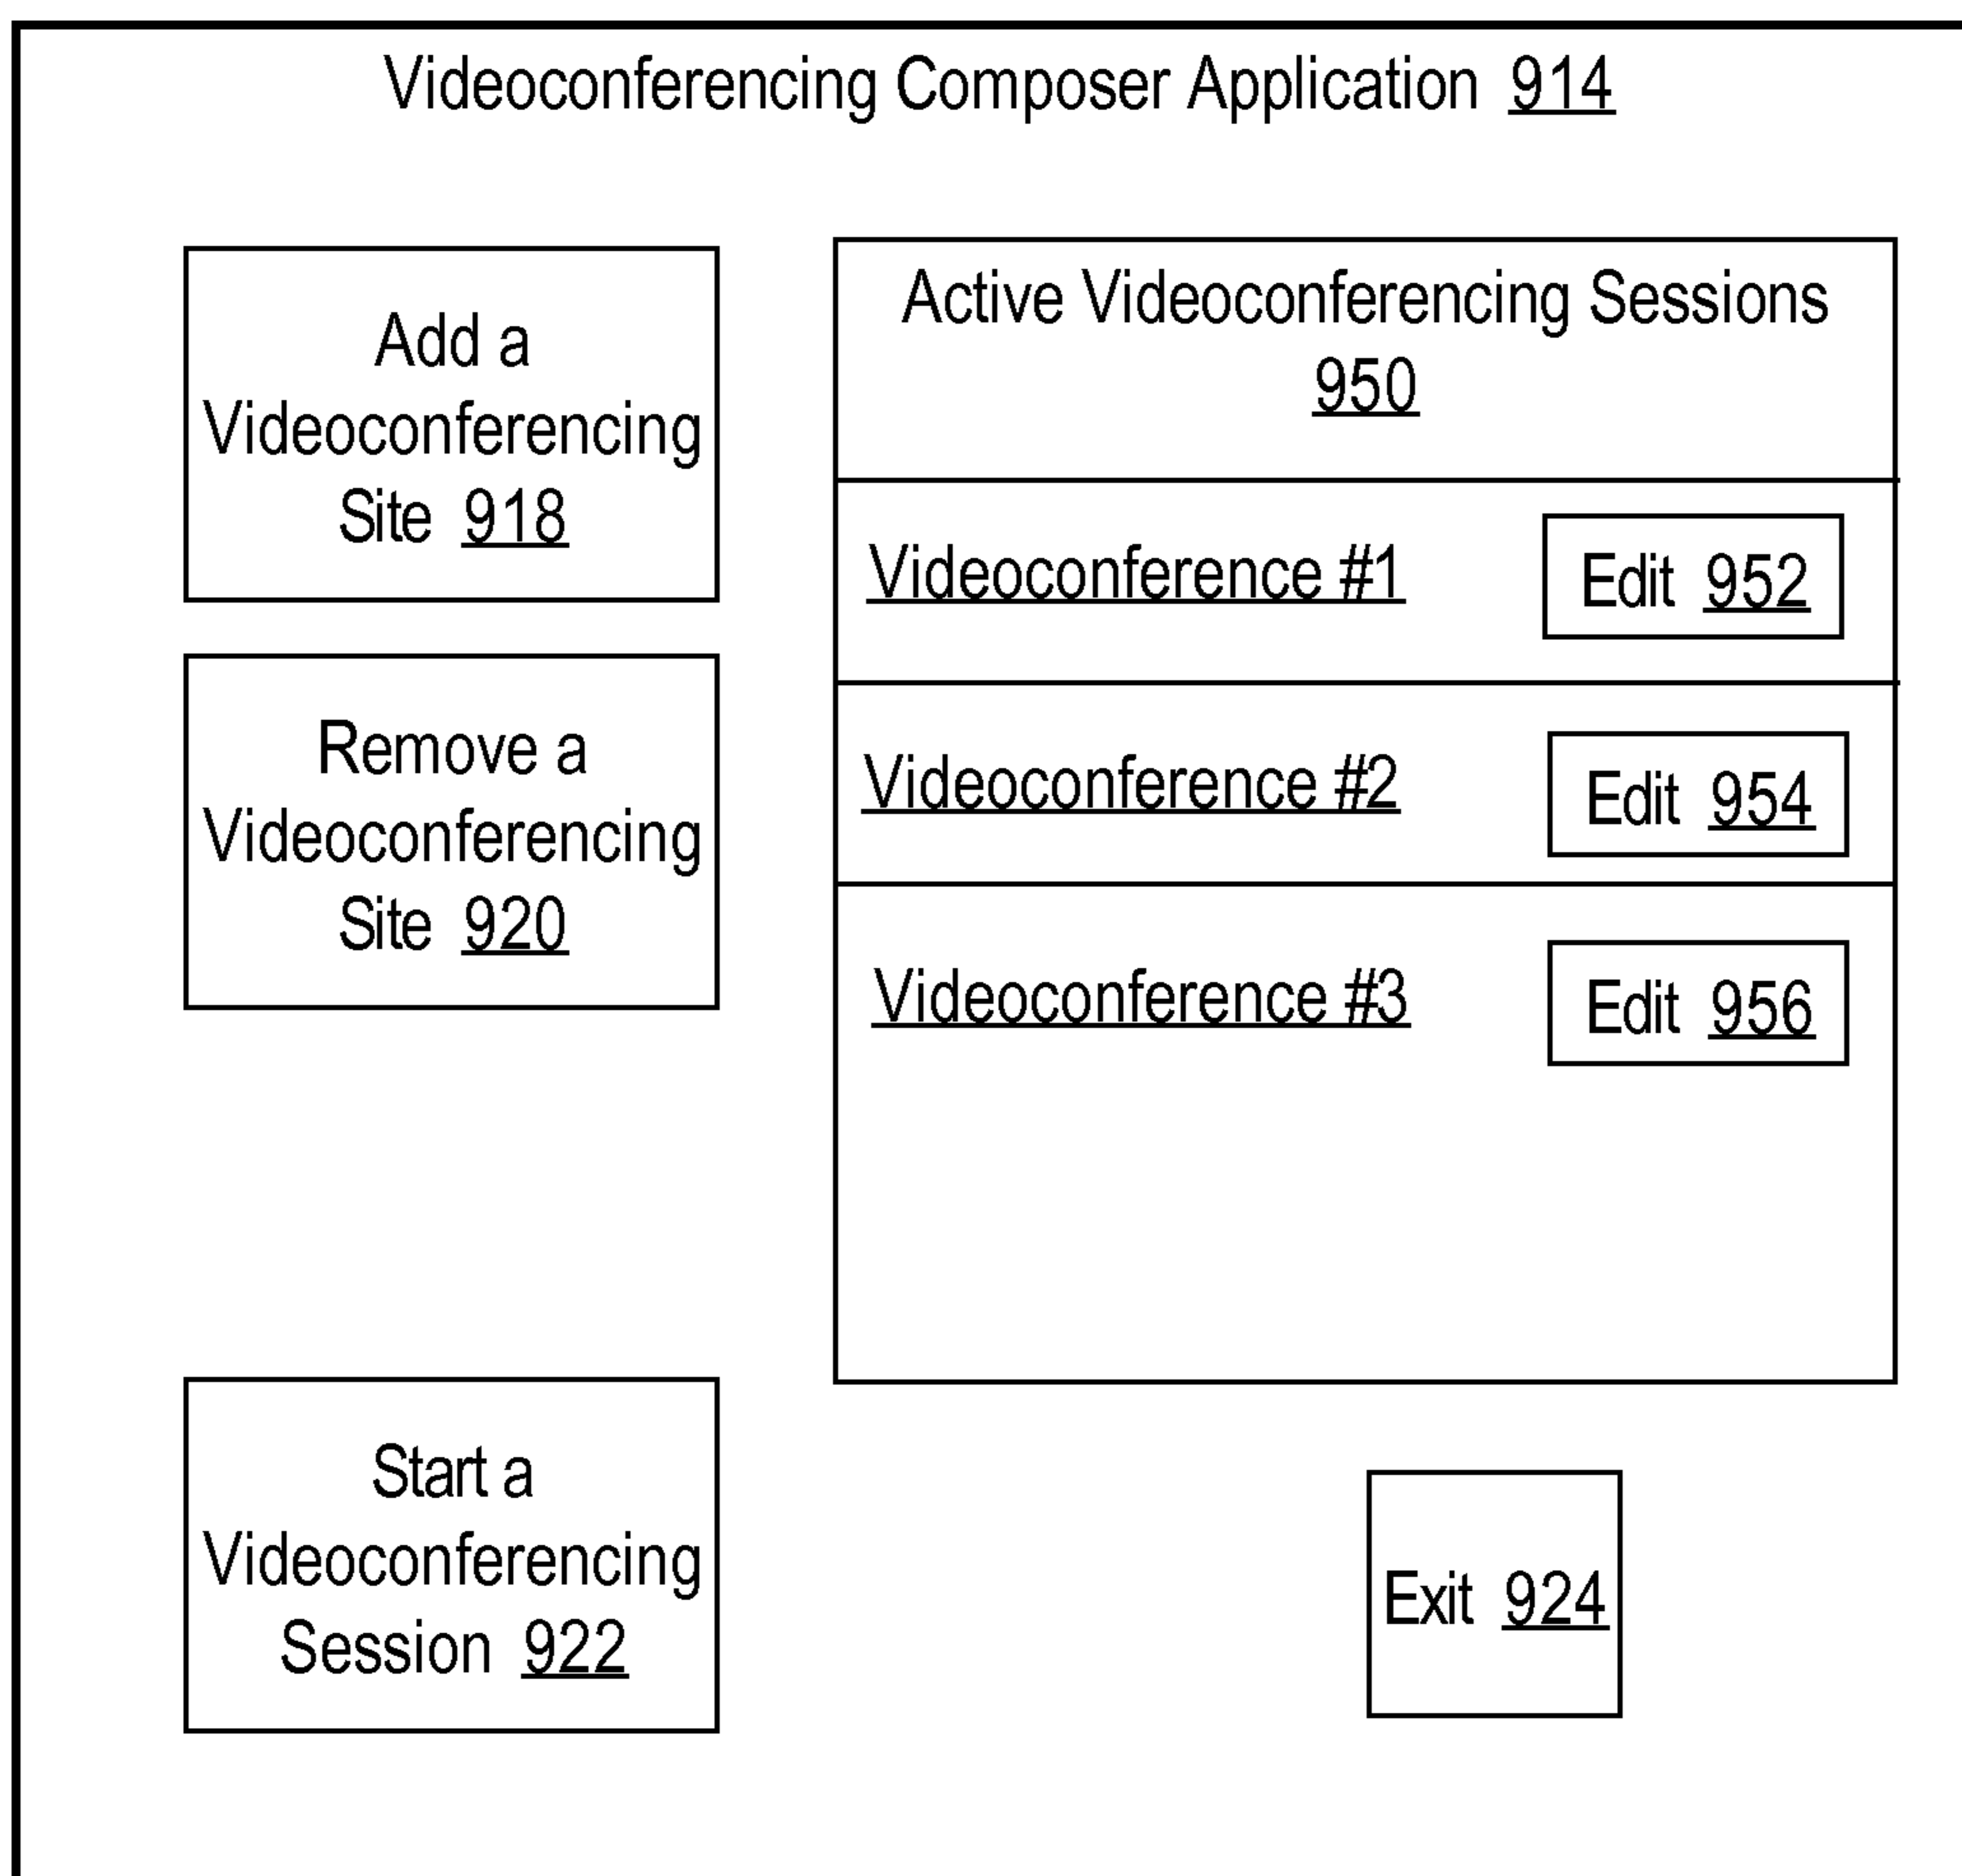 Videoconferencing Composer Application 914
Add a
Videoconferencing
Site 918
Remove a
Videoconferencing
Site 920
Start a
Videoconferencing
Session 922
Active Videoconferencing Sessions
950
Videoconference #1 Edit 952
Videoconference #2 Edit 954
Videoconference #3 Edit 956
Exit 924